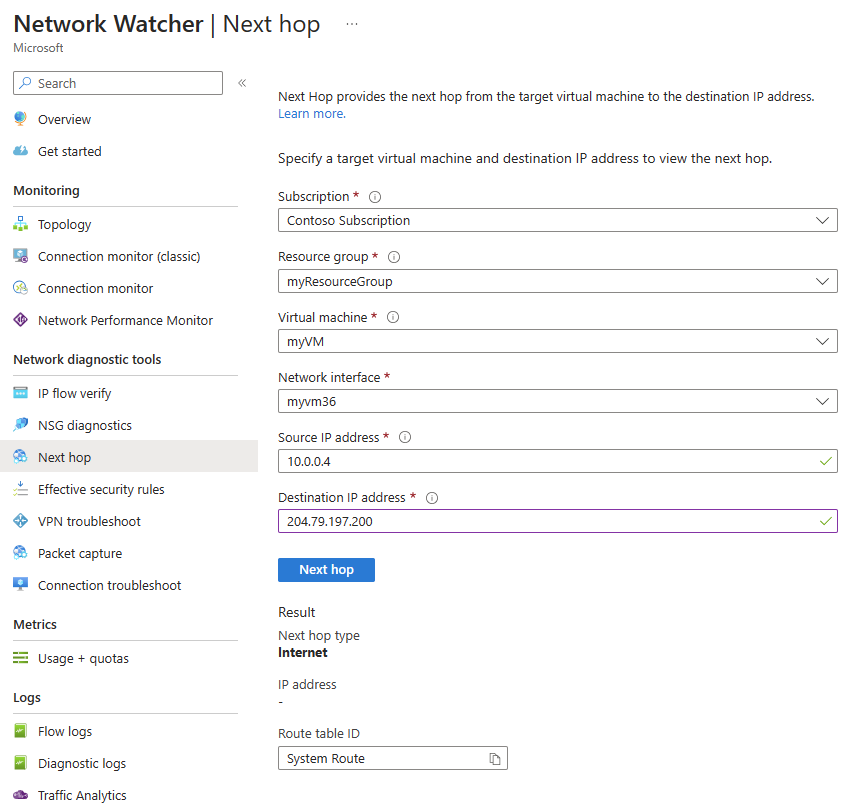 Network Watcher | Next hop ...
Microsoft
Search
«
Overview
Get started
Monitoring
Topology
Connection monitor (classic)
Connection monitor
Network Performance Monitor
Network diagnostic tools
IP flow verify
NSG diagnostics
Next hop
Effective security rules
VPN troubleshoot
Packet capture
Connection troubleshoot
Metrics
Usage + quotas
Logs
Flow logs
Diagnostic logs
Traffic Analytics
Next Hop provides the next hop from the target virtual machine to the destination IP address.
Learn more.
Specify a target virtual machine and destination IP address to view the next hop.
Subscription *
Contoso Subscription
Resource group *
myResourceGroup
Virtual machine *
myVM
Network interface *
myvm36
Source IP address *
10.0.0.4
Destination IP address *
204.79.197.200
Next hop
Result
Next hop type
Internet
IP address
-
Route table ID
System Route